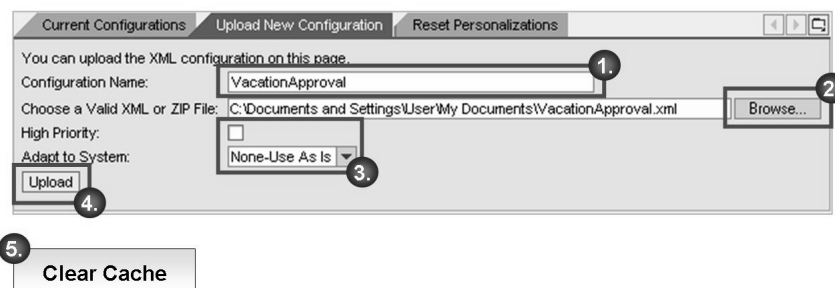 Current Configurations Upload New Configuration Reset Personalizations
You can upload the XML configuration on this page.
1.
Configuration Name: VacationApproval
2
Choose a Valid XML or ZIP File: C:\Documents and Settings\User\My Documents\VacationApproval.xml Browse...
High Priority:
Adapt to System: None-Use As Is
3.
Upload
4.
5.
Clear Cache